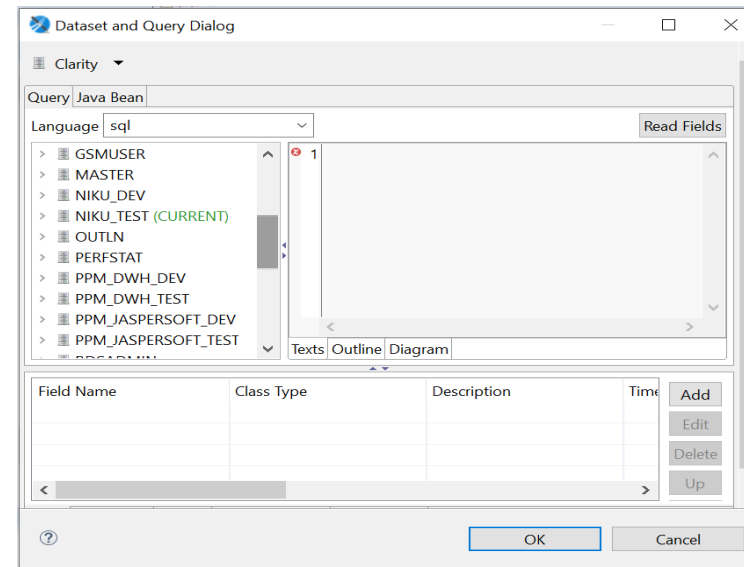 Dataset and Query Dialog
Clarity
Query Java Bean
Language sql Read Fields
GSMUSER
MASTER
NIKU_DEV
NIKU_TEST (CURRENT)
OUTLN
PERFSTAT
PPM_DWH_DEV
PPM_DWH_TEST
PPM_JASPERSOFT_DEV
PPM_JASPERSOFT_TEST
1
Texts Outline Diagram
Field Name Class Type Description Time
Add
Edit
Delete
Up
OK Cancel